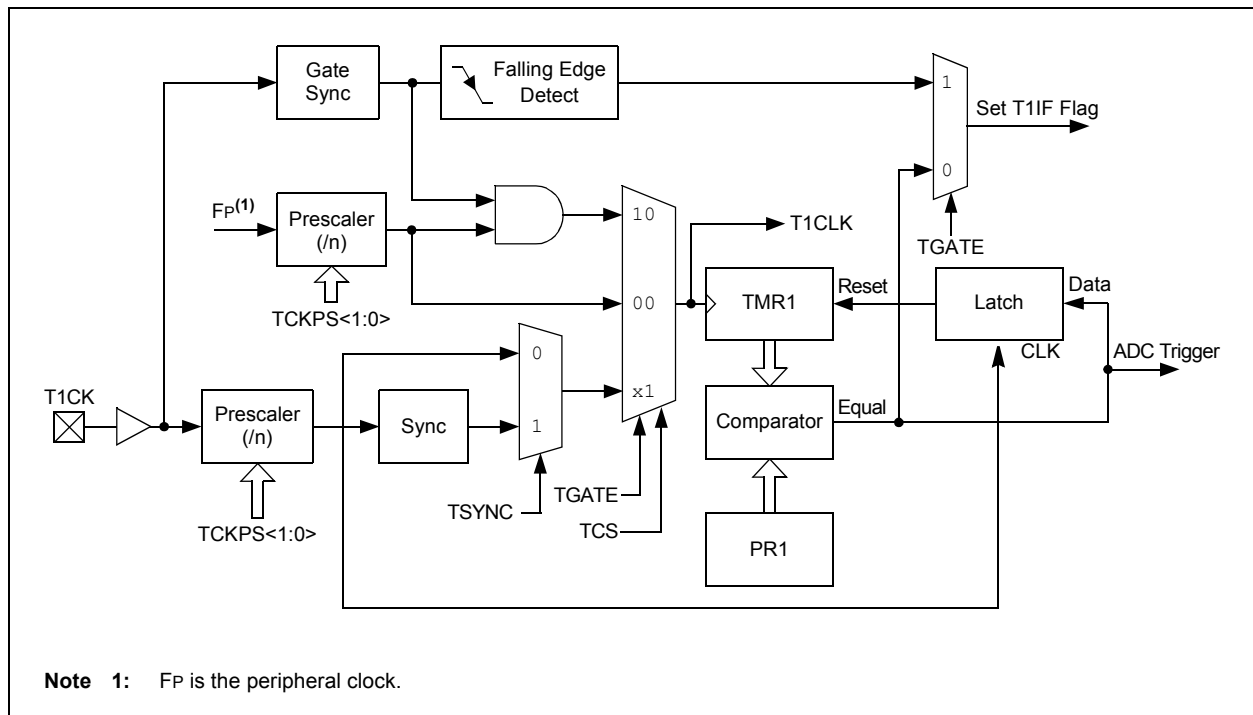 Gate
Sync
Falling Edge
Detect
1
Set T1IF Flag
0
TGATE
FP(1)
Prescaler
(/n)
TCKPS<1:0>
10
00
x1
T1CLK
TMR1
Reset
Latch
Data
CLK
ADC Trigger
T1CK
Prescaler
(/n)
TCKPS<1:0>
Sync
0
1
TSYNC
TGATE
TCS
Comparator
Equal
PR1
Note 1: FP is the peripheral clock.